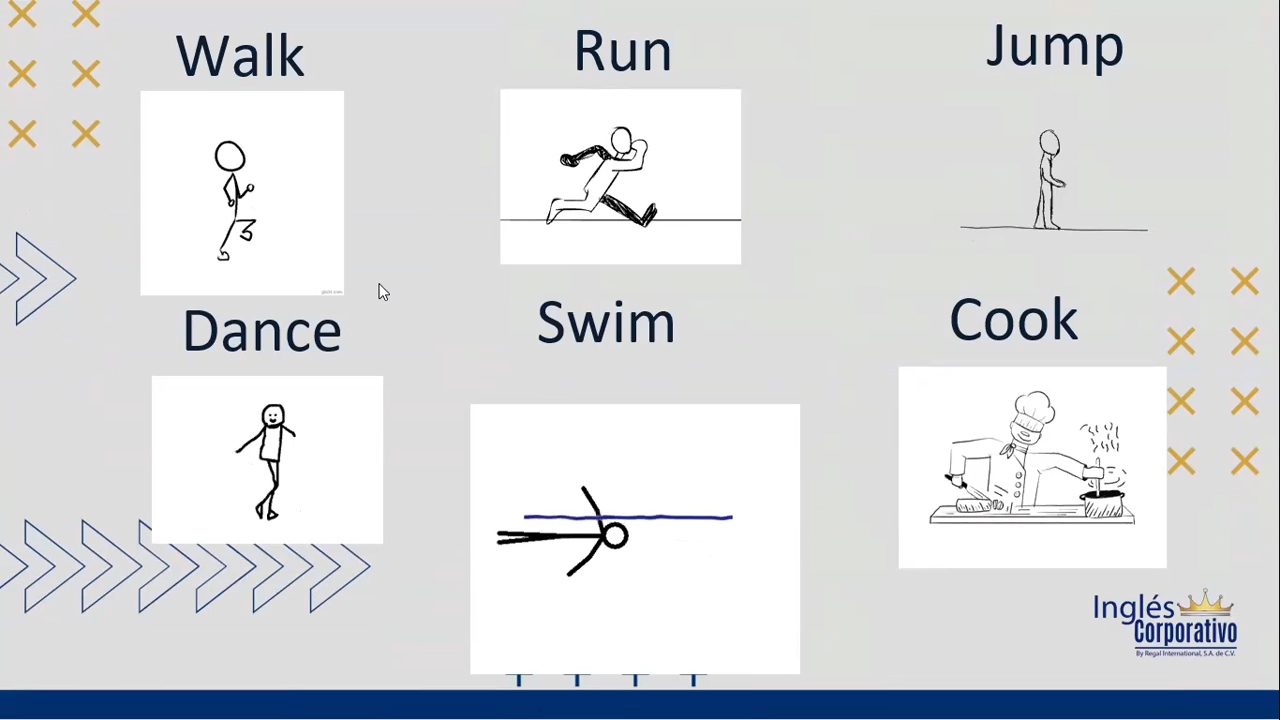 Walk
Run
Jump
Dance
Swim
Cook
Inglés
Corporativo
By Regal International, S.A. de C.V.